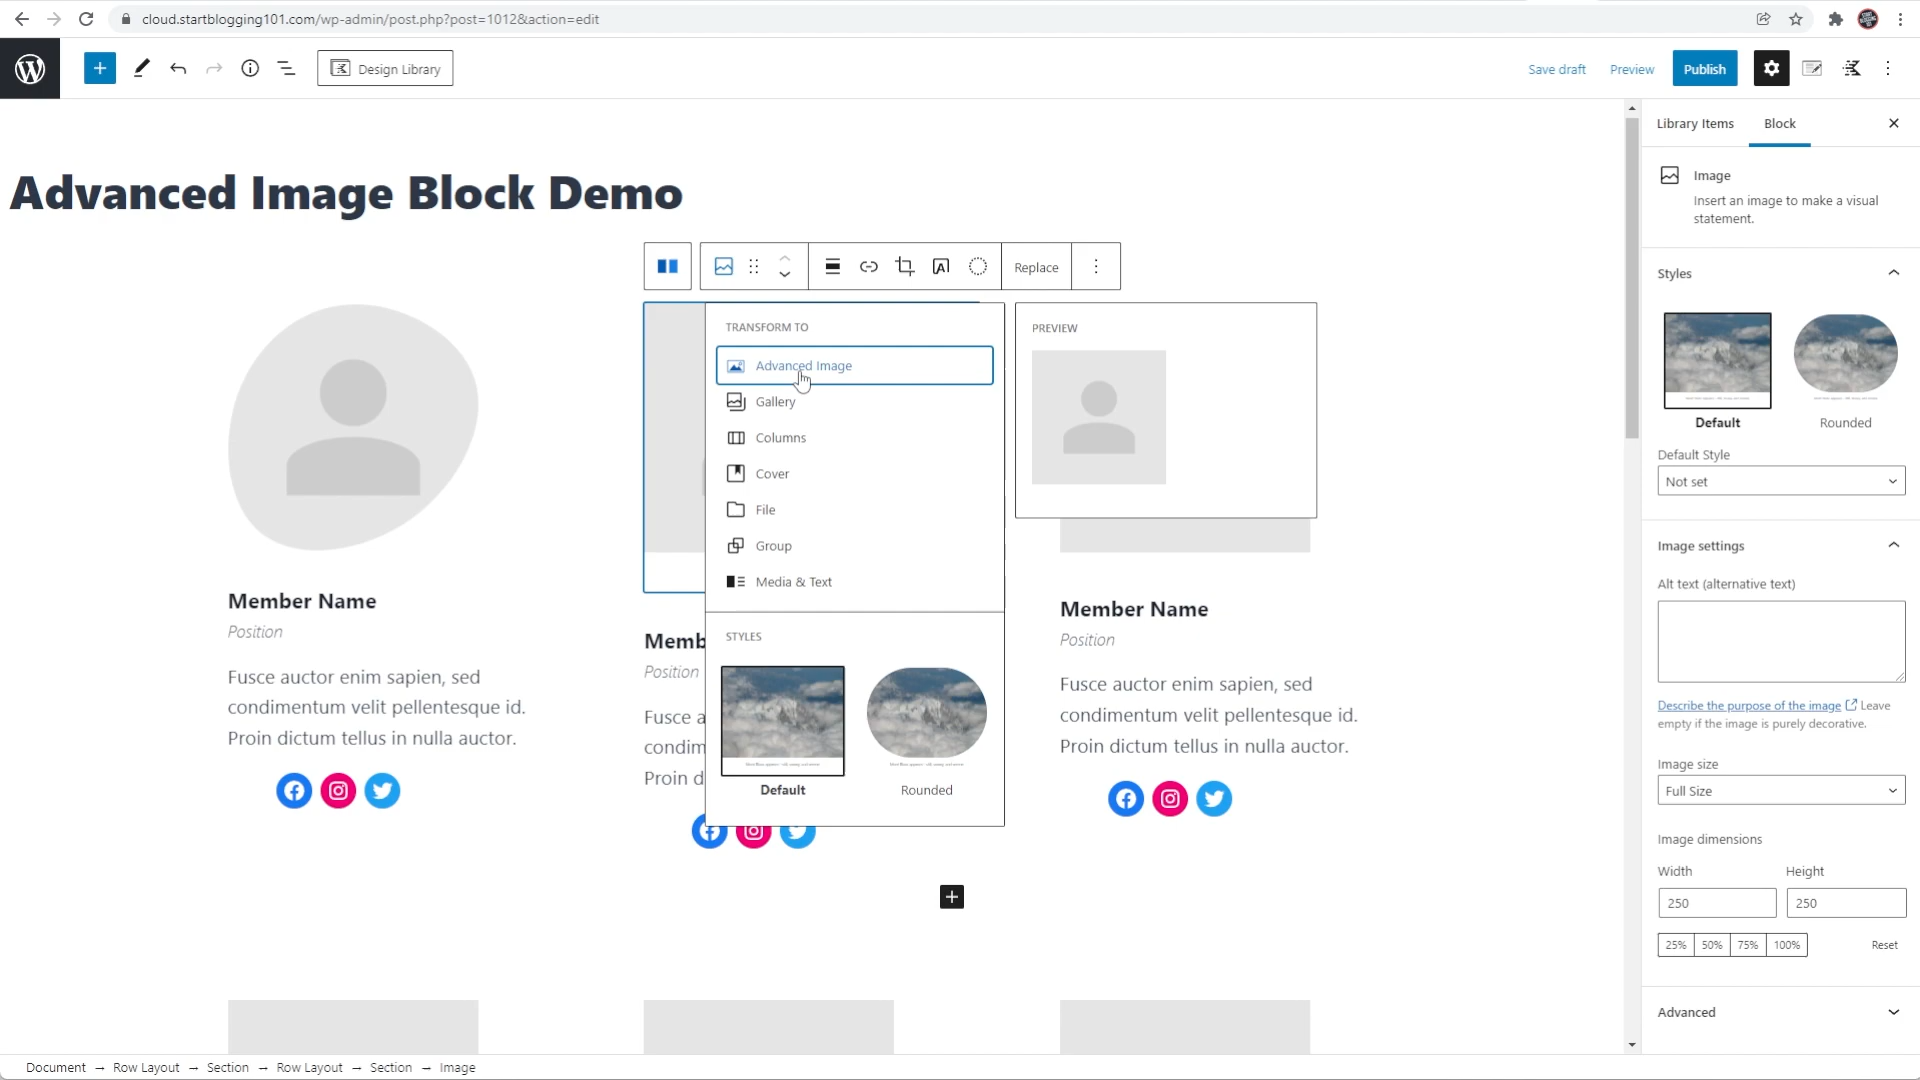 cloud.startblogging101.com/wp-admin/post.php?post=1012&action=edit
Design Library
Save draft
Preview
Publish
Library Items
Block
Advanced Image Block Demo
Image
Insert an image to make a visual
statement.
Replace
Styles
TRANSFORM TO
Advanced Image
Gallery
Columns
Cover
File
Group
Media & Text
STYLES
Default
Rounded
PREVIEW
Default
Rounded
Default Style
Not set
Image settings
Alt text (alternative text)
Describe the purpose of the image Leave
empty if the image is purely decorative.
Image size
Full Size
Image dimensions
Width
Height
250
250
25%
50%
75%
100%
Reset
Advanced
Member Name
Position
Fusce auctor enim sapien, sed
condimentum velit pellentesque id.
Proin dictum tellus in nulla auctor.
Memb
Position
Fusce a
condim
Proin d
Member Name
Position
Fusce auctor enim sapien, sed
condimentum velit pellentesque id.
Proin dictum tellus in nulla auctor.
Document → Row Layout → Section → Row Layout → Section → Image